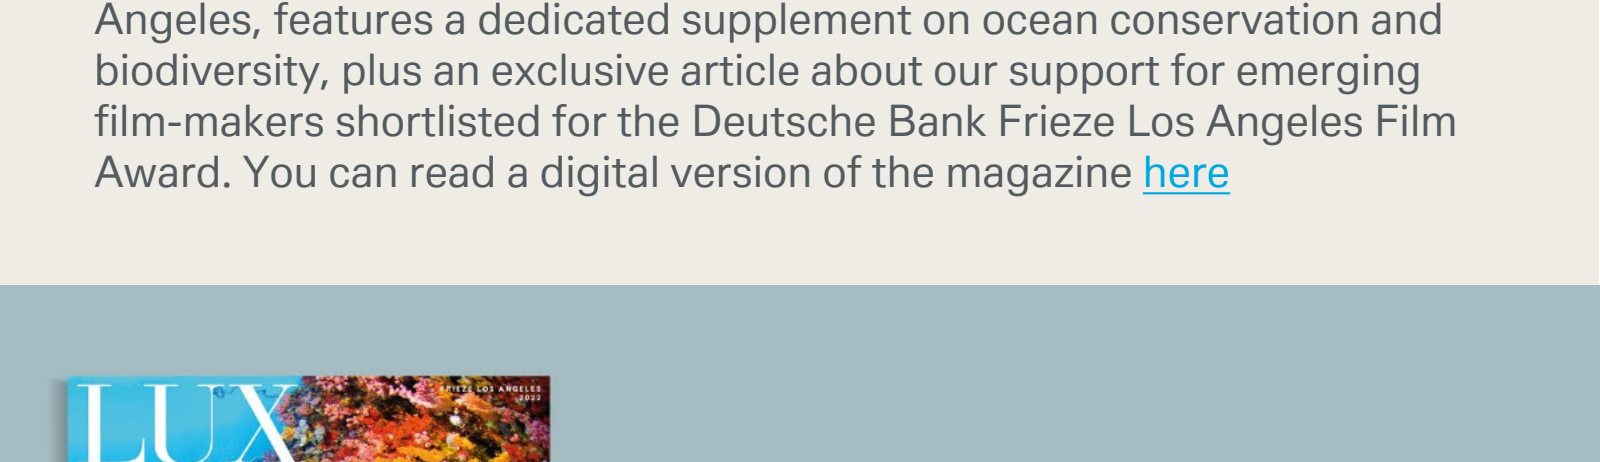 Angeles, features a dedicated supplement on ocean conservation and
biodiversity, plus an exclusive article about our support for emerging
film-makers shortlisted for the Deutsche Bank Frieze Los Angeles Film
Award. You can read a digital version of the magazine here
LUX
FRIEZE LOS ANGELES
2022